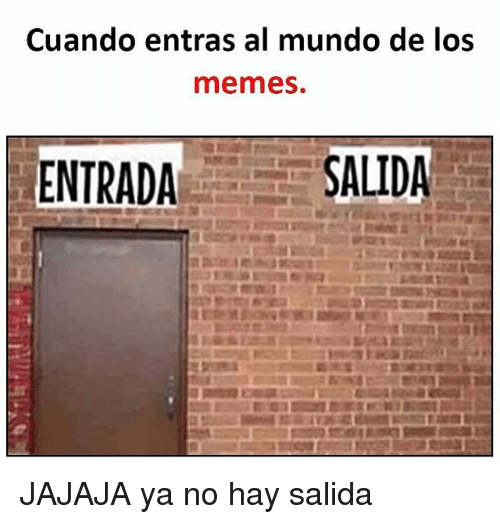 Cuando entras al mundo de los
memes.
ENTRADA SALIDA
JAJAJA ya no hay salida